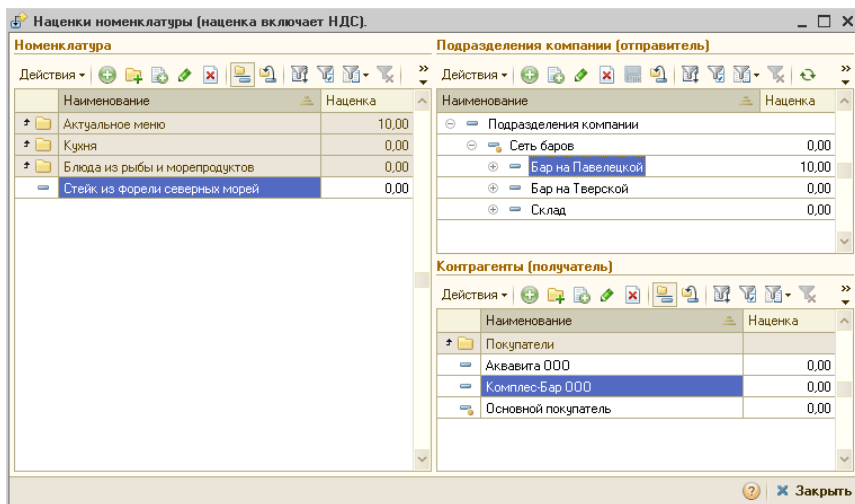 Наценки номенклатуры (наценка включает НДС).
Номенклатура
Действия
Наименование Наценка
Актуальное меню 10,00
Кухня 0,00
Блюда из рыбы и морепродуктов 0,00
Стейк из форели северных морей 0,00
Подразделения компании (отправитель)
Действия
Наименование Наценка
Подразделения компании
Сеть баров 0,00
Бар на Павелецкой 10,00
Бар на Тверской 0,00
Склад 0,00
Контрагенты (получатель)
Действия
Наименование Наценка
Покупатели
Аквавита ООО 0,00
Комплес-Бар ООО 0,00
Основной покупатель 0,00
Закрыть